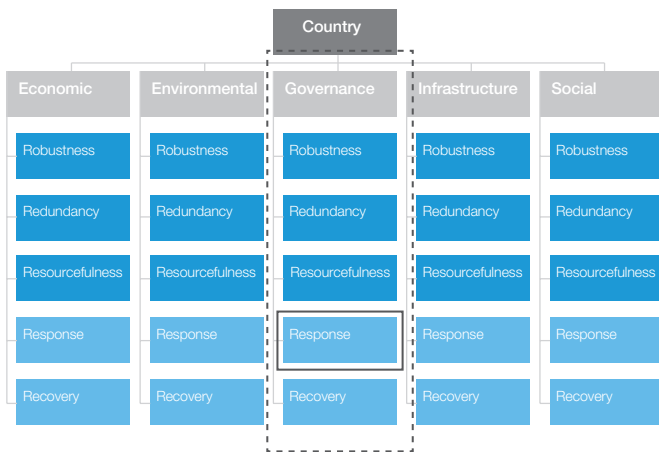 Country
Economic
Environmental
Governance
Infrastructure
Social
Robustness
Robustness
Robustness
Robustness
Robustness
Redundancy
Redundancy
Redundancy
Redundancy
Redundancy
Resourcefulness
Resourcefulness
Resourcefulness
Resourcefulness
Resourcefulness
Response
Response
Response
Response
Response
Recovery
Recovery
Recovery
Recovery
Recovery